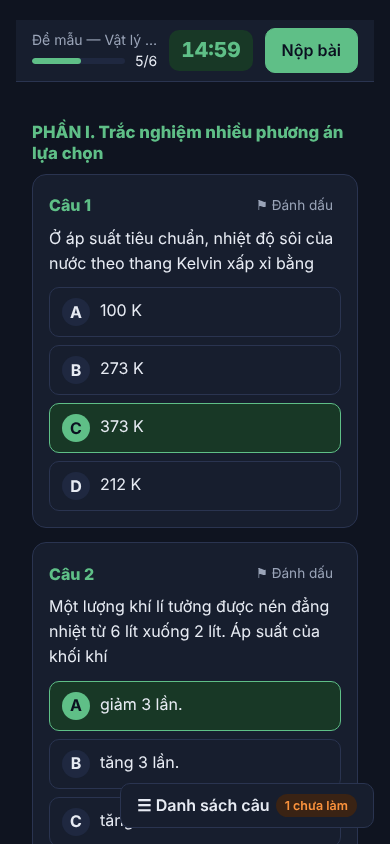 Đề mẫu — Vật lý ...
5/6
14:59
Nộp bài
PHẦN I. Trắc nghiệm nhiều phương án
lựa chọn
Câu 1
⚑ Đánh dấu
Ở áp suất tiêu chuẩn, nhiệt độ sôi của
nước theo thang Kelvin xấp xỉ bằng
A 100 K
B 273 K
C 373 K
D 212 K
Câu 2
⚑ Đánh dấu
Một lượng khí lí tưởng được nén đẳng
nhiệt từ 6 lít xuống 2 lít. Áp suất của
khối khí
A giảm 3 lần.
B tăng 3 lần.
C
☰ Danh sách câu 1 chưa làm